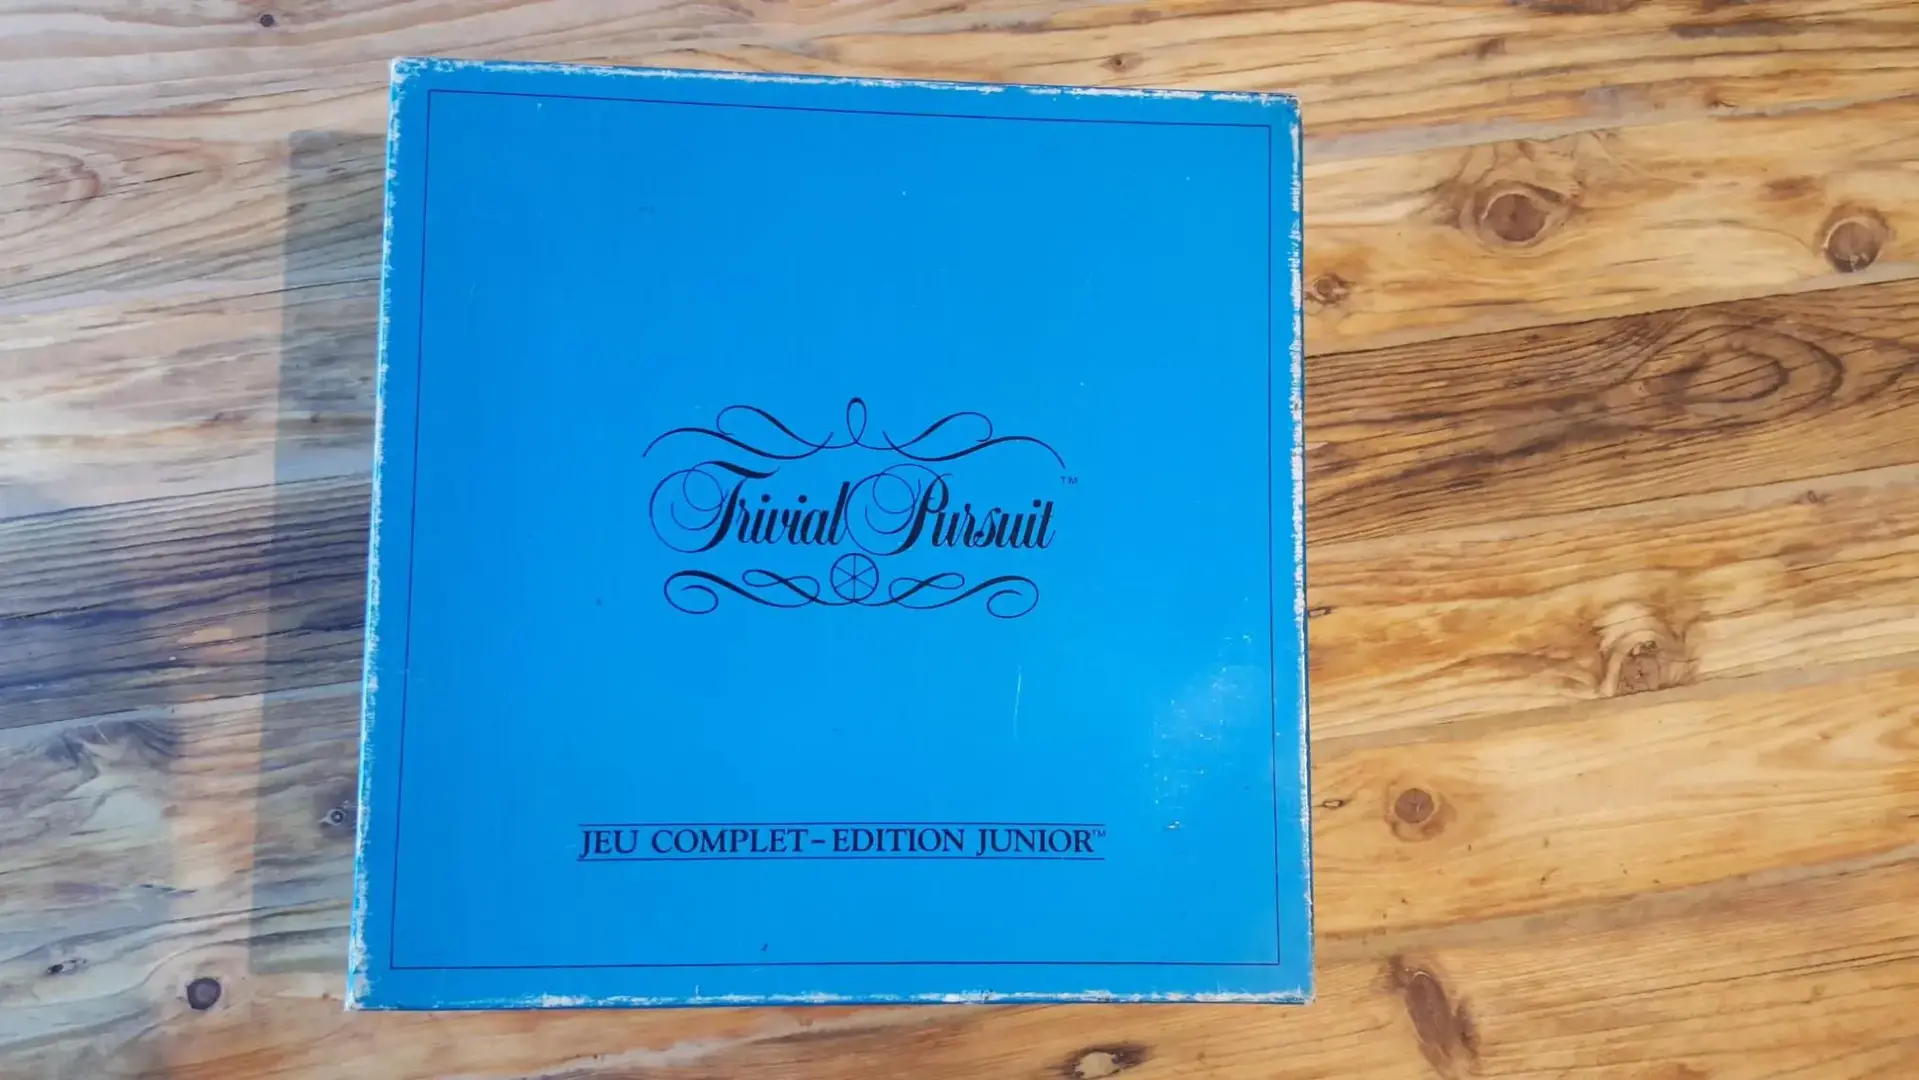 Trivial Pursuit™
JEU COMPLET-EDITION JUNIOR™